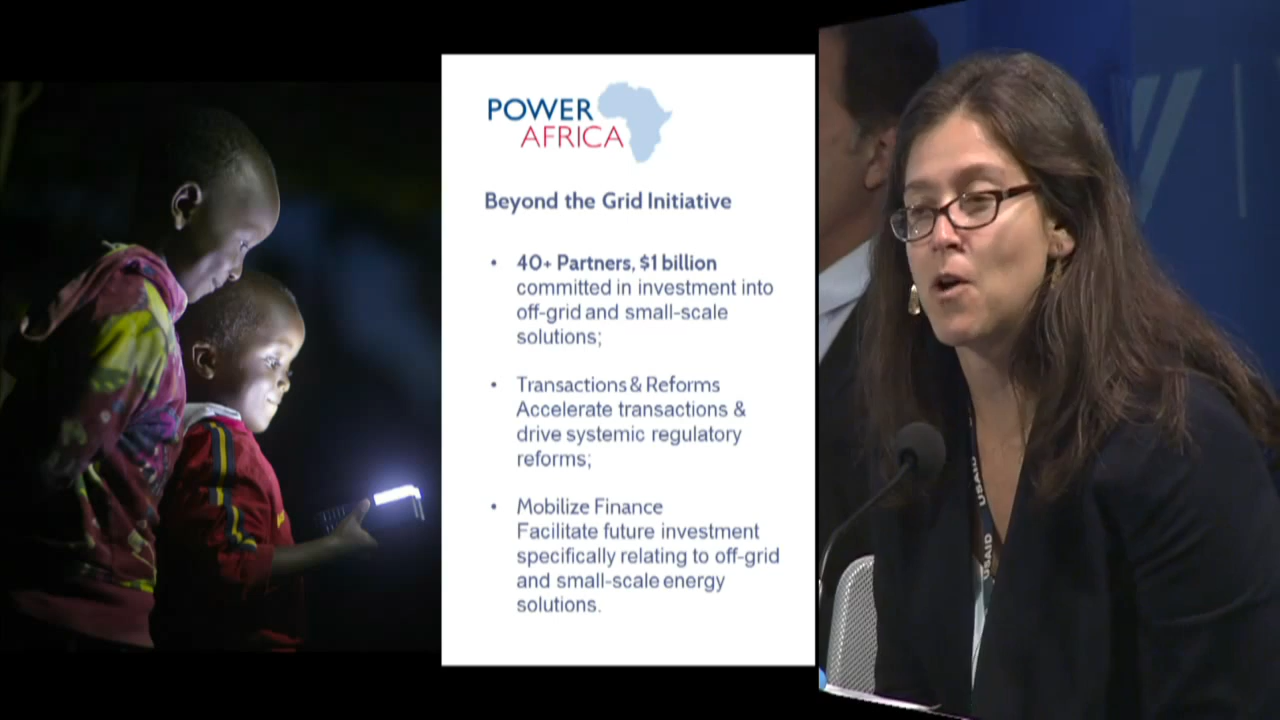 POWER
AFRICA
Beyond the Grid Initiative
• 40+ Partners, $1 billion
committed in investment into
off-grid and small-scale
solutions;
• Transactions & Reforms
Accelerate transactions &
drive systemic regulatory
reforms;
• Mobilize Finance
Facilitate future investment
specifically relating to off-grid
and small-scale energy
solutions.
USAID
USAID